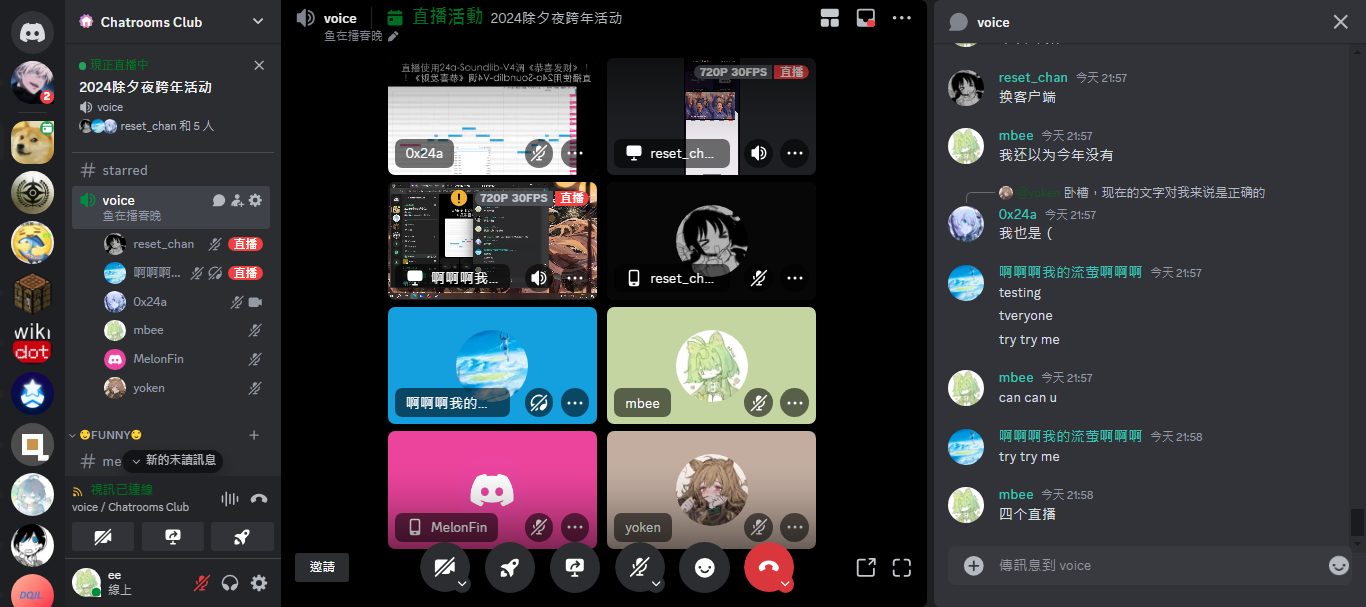 2
wiki
dot
DQJL
Chatrooms Club
現正直播中
2024除夕夜跨年活动
voice
reset_chan 和 5 人
starred
voice
鱼在播春晚
reset_chan 直播
啊啊啊... 直播
0x24a
mbee
MelonFin
yoken
FUNNY
me
新的未讀訊息
視訊已連線
voice / Chatrooms Club
ee
線上
voice
直播活動 2024除夕夜跨年活动
鱼在播春晚
直播使用24a-Soundlib-V4调《恭喜发财》!
0x24a
720P 30FPS 直播
reset_ch...
720P 30FPS 直播
啊啊啊我...
reset_ch...
啊啊啊我的...
mbee
MelonFin
yoken
邀請
voice
reset_chan 今天 21:57
换客户端
mbee 今天 21:57
我还以为今年没有
@yoken 卧槽，现在的文字对我来说是正确的
0x24a 今天 21:57
我也是（
啊啊啊我的流萤啊啊啊 今天 21:57
testing
tveryone
try try me
mbee 今天 21:57
can can u
啊啊啊我的流萤啊啊啊 今天 21:58
try try me
mbee 今天 21:58
四个直播
傳訊息到 voice